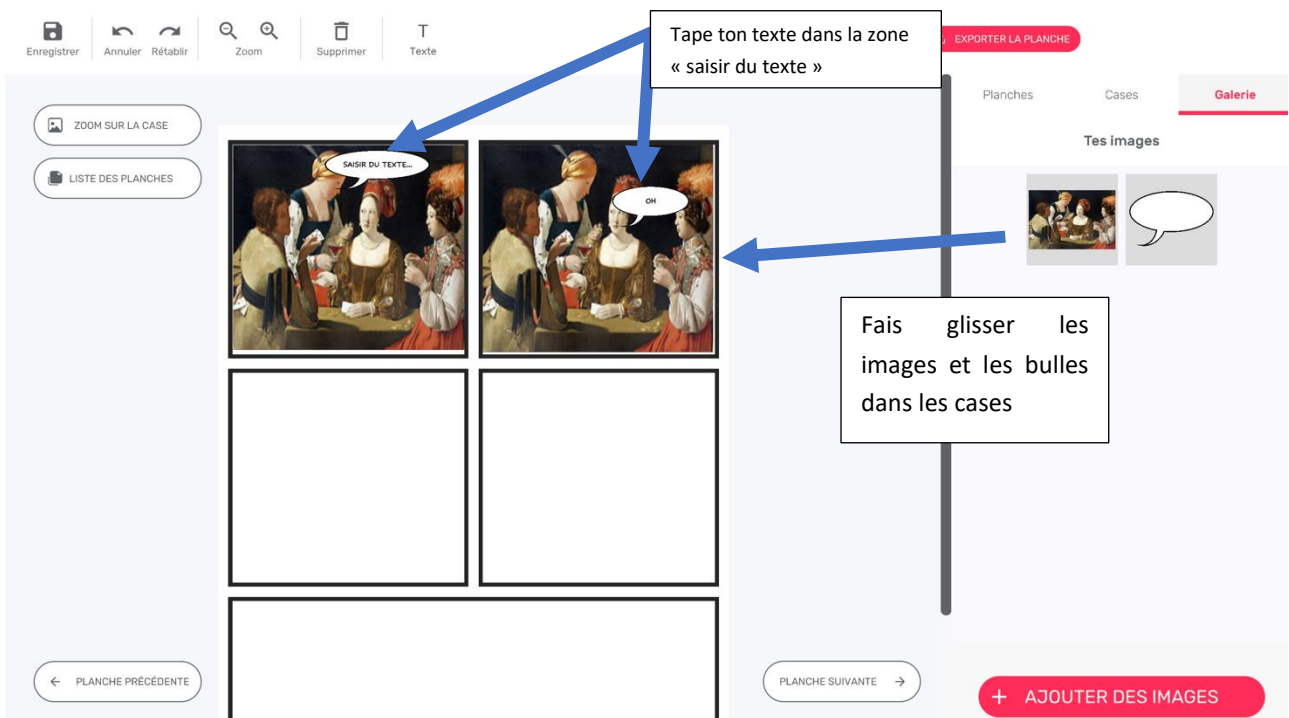 Enregistrer
Annuler Rétablir
Zoom
Supprimer
T
Texte
Tape ton texte dans la zone
« saisir du texte »
EXPORTER LA PLANCHE
Planches Cases Galerie
Tes images
ZOOM SUR LA CASE
LISTE DES PLANCHES
SAISIR DU TEXTE...
OH
Fais glisser les
images et les bulles
dans les cases
← PLANCHE PRÉCÉDENTE
PLANCHE SUIVANTE →
+ AJOUTER DES IMAGES